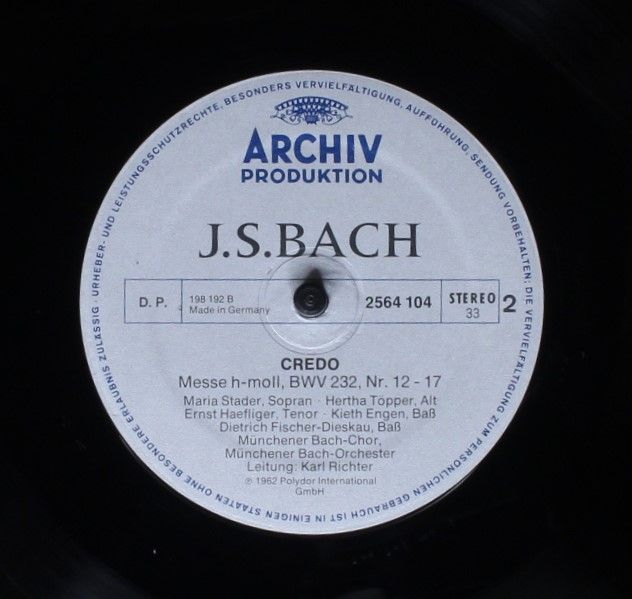 URHEBER- UND LEISTUNGSSCHUTZRECHTE, BESONDERS VERVIELFÄLTIGUNG, AUFFÜHRUNG, SENDUNG VORBEHALTEN; DIE VERVIELFÄLTIGUNG ZUM PERSÖNLICHEN GEBRAUCH IST IN EINIGEN STAATEN OHNE BESONDERE ERLAUBNIS ZULÄSSIG ·
ARCHIV
PRODUKTION
J.S.BACH
D. P. 198 192 B 2564 104 STEREO 2
Made in Germany 33
CREDO
Messe h-moll, BWV 232, Nr. 12 - 17
Maria Stader, Sopran · Hertha Töpper, Alt
Ernst Haefliger, Tenor · Kieth Engen, Baß
Dietrich Fischer-Dieskau, Baß
Münchener Bach-Chor,
Münchener Bach-Orchester
Leitung: Karl Richter
℗ 1962 Polydor International
GmbH